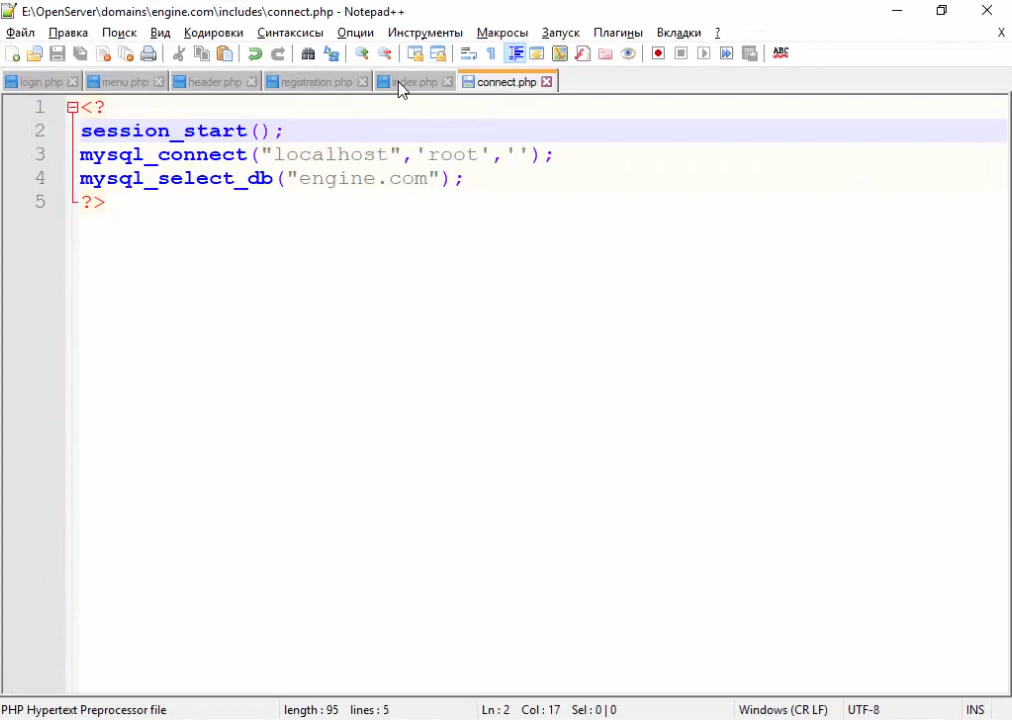 E:\OpenServer\domains\engine.com\includes\connect.php - Notepad++
Файл Правка Поиск Вид Кодировки Синтаксисы Опции Инструменты Макросы Запуск Плагины Вкладки ? X
ABC
login.php menu.php header.php registration.php index.php connect.php
1 <?
2 session_start();
3 mysql_connect("localhost",'root','');
4 mysql_select_db("engine.com");
5 ?>
PHP Hypertext Preprocessor file length : 95 lines : 5 Ln : 2 Col : 17 Sel : 0 | 0 Windows (CR LF) UTF-8 INS